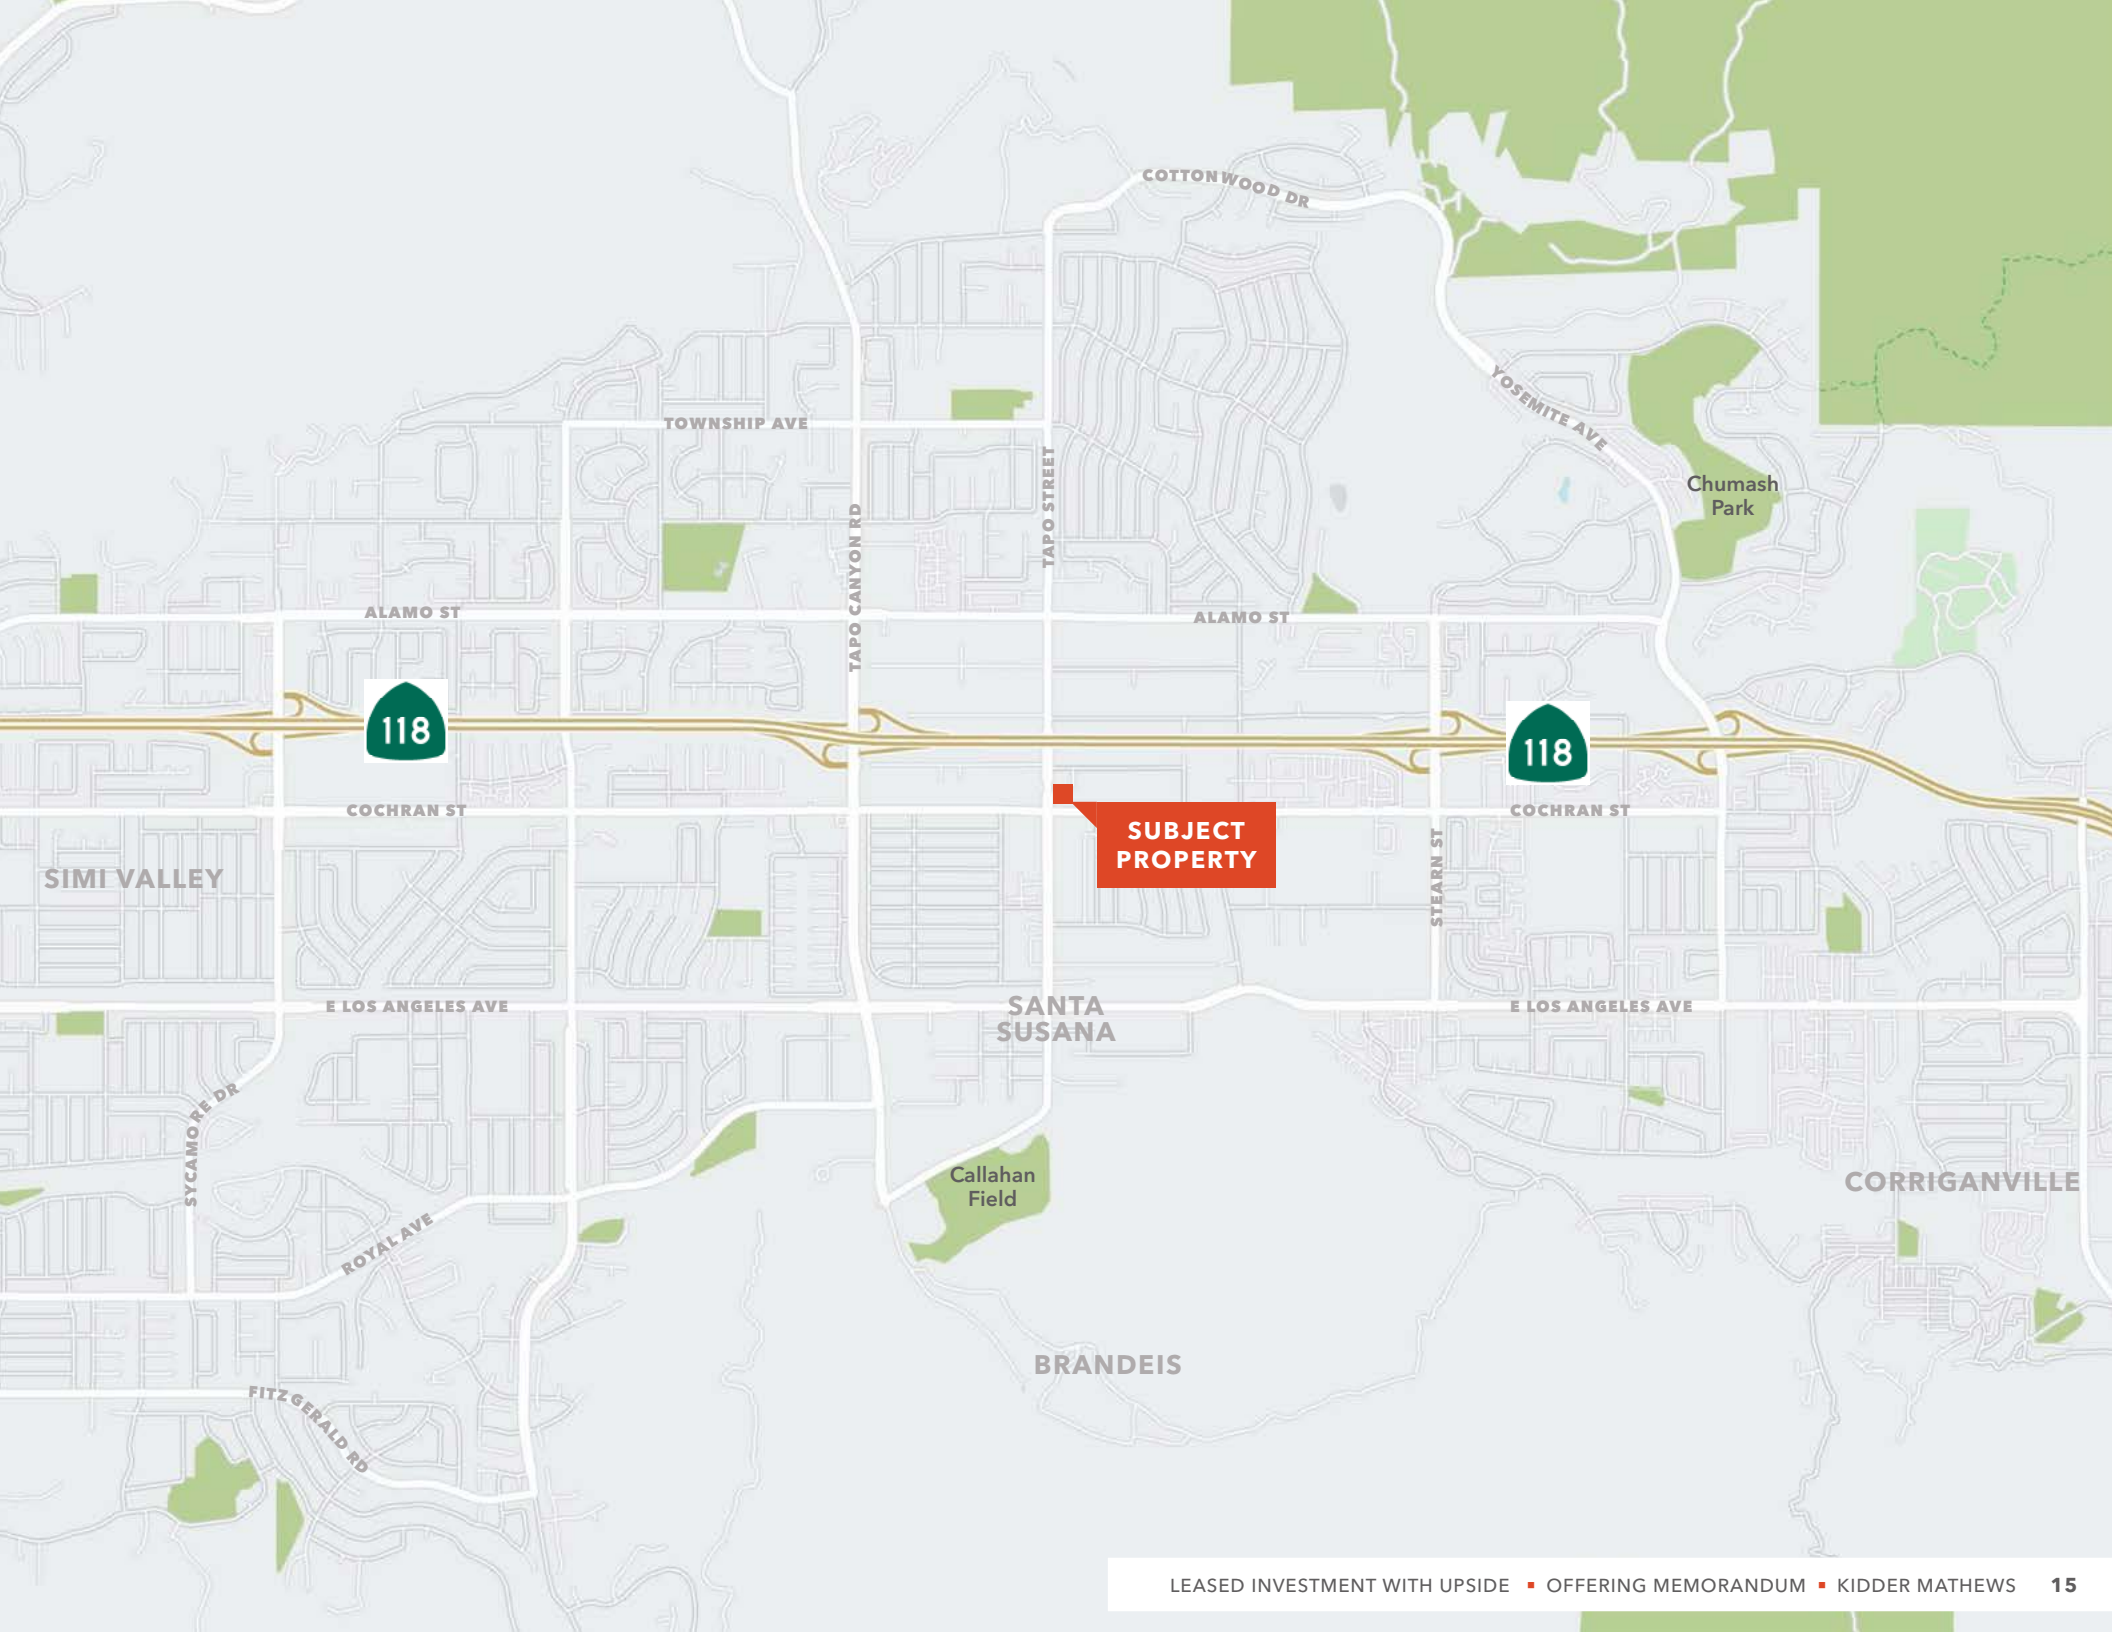 COTTONWOOD DR
YOSEMITE AVE
TOWNSHIP AVE
TAPO STREET
Chumash
Park
TAPO CANYON RD
ALAMO ST
ALAMO ST
118
118
COCHRAN ST
COCHRAN ST
SUBJECT
PROPERTY
SIMI VALLEY
STEARN ST
E LOS ANGELES AVE
SANTA
SUSANA
E LOS ANGELES AVE
SYCAMORE DR
Callahan
Field
CORRIGANVILLE
ROYAL AVE
BRANDEIS
FITZGERALD RD
LEASED INVESTMENT WITH UPSIDE ▪ OFFERING MEMORANDUM ▪ KIDDER MATHEWS 15